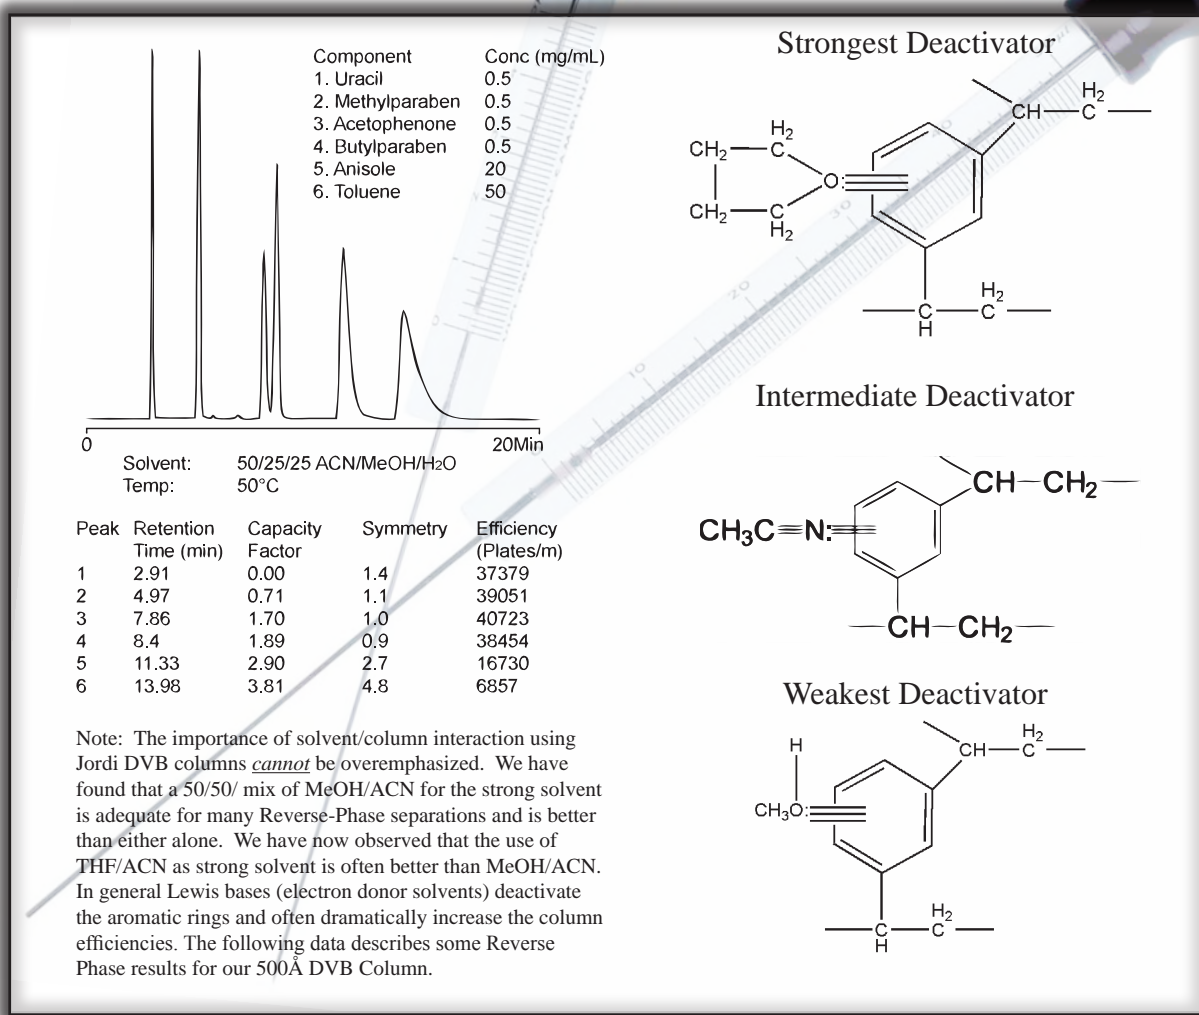 Component Conc (mg/mL)
1. Uracil 0.5
2. Methylparaben 0.5
3. Acetophenone 0.5
4. Butylparaben 0.5
5. Anisole 20
6. Toluene 50
0 20Min
Solvent: 50/25/25 ACN/MeOH/H2O
Temp: 50°C
Peak Retention Capacity Symmetry Efficiency
Time (min) Factor (Plates/m)
1 2.91 0.00 1.4 37379
2 4.97 0.71 1.1 39051
3 7.86 1.70 1.0 40723
4 8.4 1.89 0.9 38454
5 11.33 2.90 2.7 16730
6 13.98 3.81 4.8 6857
Note: The importance of solvent/column interaction using
Jordi DVB columns cannot be overemphasized. We have
found that a 50/50/ mix of MeOH/ACN for the strong solvent
is adequate for many Reverse-Phase separations and is better
than either alone. We have now observed that the use of
THF/ACN as strong solvent is often better than MeOH/ACN.
In general Lewis bases (electron donor solvents) deactivate
the aromatic rings and often dramatically increase the column
efficiencies. The following data describes some Reverse
Phase results for our 500Å DVB Column.
Strongest Deactivator
H2
CH C
H2
CH2 C
O:
CH2 C
H2
H2
C C
H
30
20
10
0
Intermediate Deactivator
CH CH2
CH3C≡N:
CH CH2
Weakest Deactivator
H2
H CH C
CH3O:
H2
C C
H